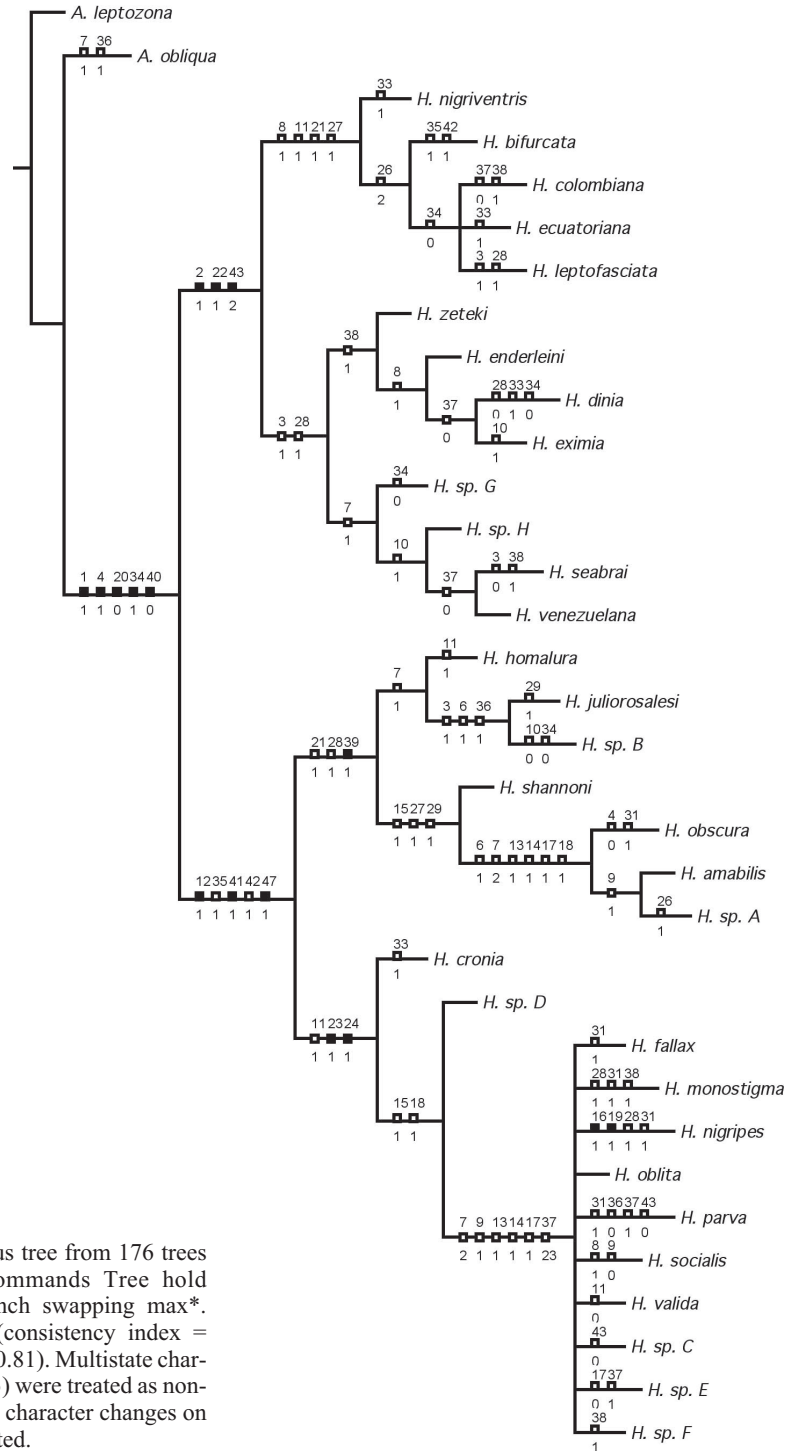 A. leptozona
7 36
1 1
A. obliqua
33
1
H. nigriventris
8 11 21 27
1 1 1 1
35 42
1 1
H. bifurcata
26
2
37 38
0 1
H. colombiana
34
0
33
1
H. ecuatoriana
3 28
1 1
H. leptofasciata
2 22 43
1 1 2
H. zeteki
38
1
H. enderleini
8
1
28 33 34
0 1 0
H. dinia
37
0
10
1
H. eximia
3 28
1 1
34
0
H. sp. G
7
1
H. sp. H
10
1
3 38
0 1
H. seabrai
37
0
H. venezuelana
1 4 20 34 40
1 1 0 1 0
11
1
H. homalura
7
1
29
1
H. juliorosalesi
3 6 36
1 1 1
10 34
0 0
H. sp. B
21 28 39
1 1 1
H. shannoni
15 27 29
1 1 1
4 31
0 1
H. obscura
6 7 13 14 17 18
1 2 1 1 1 1
H. amabilis
9
1
26
1
H. sp. A
12 35 41 42 47
1 1 1 1 1
33
1
H. cronia
H. sp. D
11 23 24
1 1 1
31
1
H. fallax
28 31 38
1 1 1
H. monostigma
15 18
1 1
16 19 28 31
1 1 1 1
H. nigripes
H. oblita
31 36 37 43
1 0 1 0
H. parva
7 9 13 14 17 37
2 1 1 1 1 23
8 9
1 0
H. socialis
11
0
H. valida
43
0
H. sp. C
17 37
0 1
H. sp. E
38
1
H. sp. F
us tree from 176 trees
ommands Tree hold
nch swapping max*.
(consistency index =
0.81). Multistate char-
) were treated as non-
character changes on
ted.